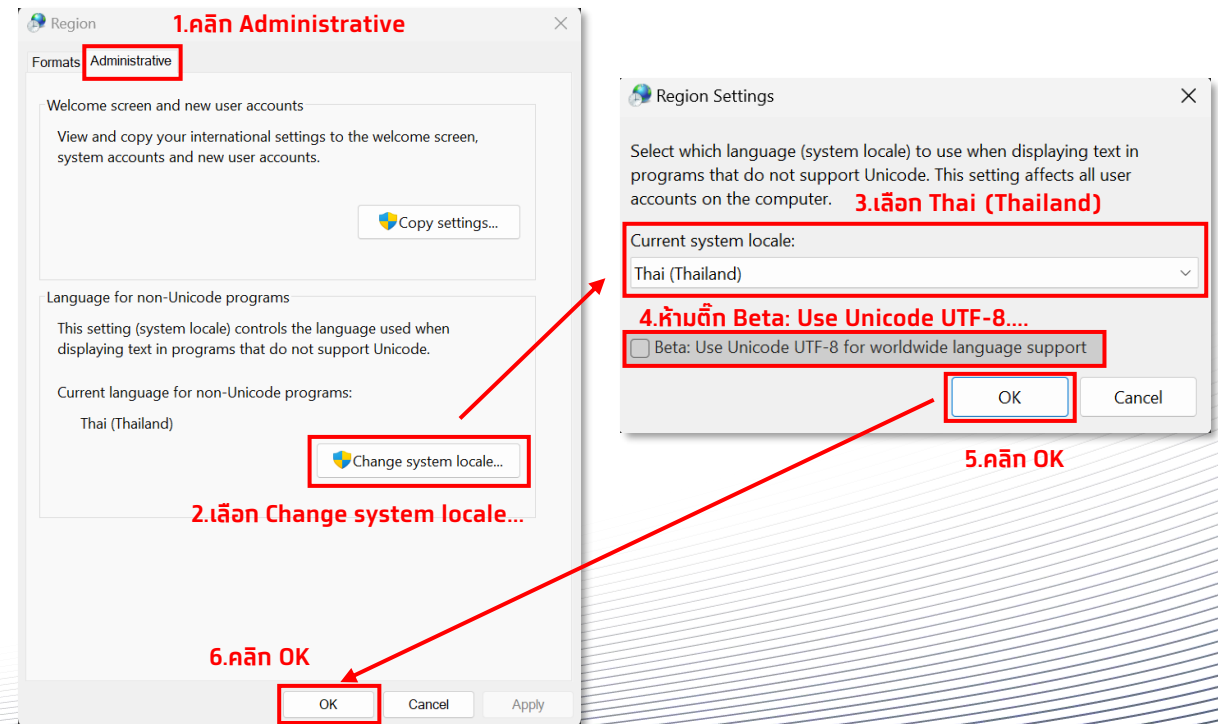 Region
1.คลิก Administrative
Formats
Administrative
Welcome screen and new user accounts
View and copy your international settings to the welcome screen,
system accounts and new user accounts.
Copy settings...
Language for non-Unicode programs
This setting (system locale) controls the language used when
displaying text in programs that do not support Unicode.
Current language for non-Unicode programs:
Thai (Thailand)
Change system locale...
2.เลือก Change system locale...
Region Settings
Select which language (system locale) to use when displaying text in
programs that do not support Unicode. This setting affects all user
accounts on the computer.
3.เลือก Thai (Thailand)
Current system locale:
Thai (Thailand)
4.ห้ามติ๊ก Beta: Use Unicode UTF-8....
Beta: Use Unicode UTF-8 for worldwide language support
OK
Cancel
5.คลิก OK
6.คลิก OK
OK
Cancel
Apply